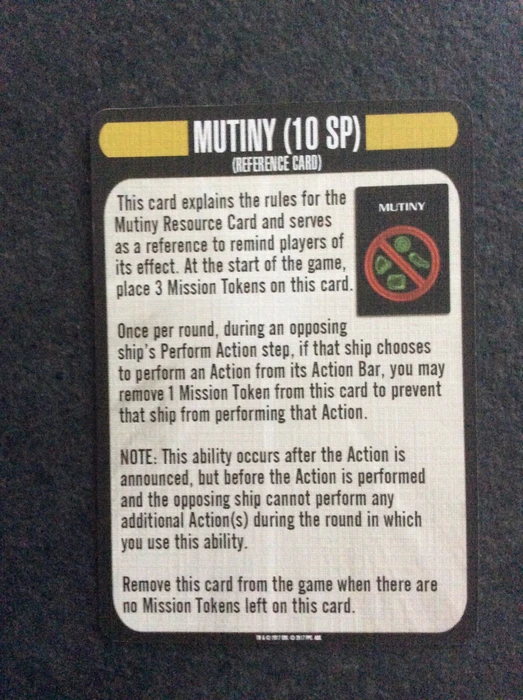 MUTINY (10 SP)
(REFERENCE CARD)
This card explains the rules for the
Mutiny Resource Card and serves
as a reference to remind players of
its effect. At the start of the game,
place 3 Mission Tokens on this card.
MUTINY
Once per round, during an opposing
ship's Perform Action step, if that ship chooses
to perform an Action from its Action Bar, you may
remove 1 Mission Token from this card to prevent
that ship from performing that Action.
NOTE: This ability occurs after the Action is
announced, but before the Action is performed
and the opposing ship cannot perform any
additional Action(s) during the round in which
you use this ability.
Remove this card from the game when there are
no Mission Tokens left on this card.